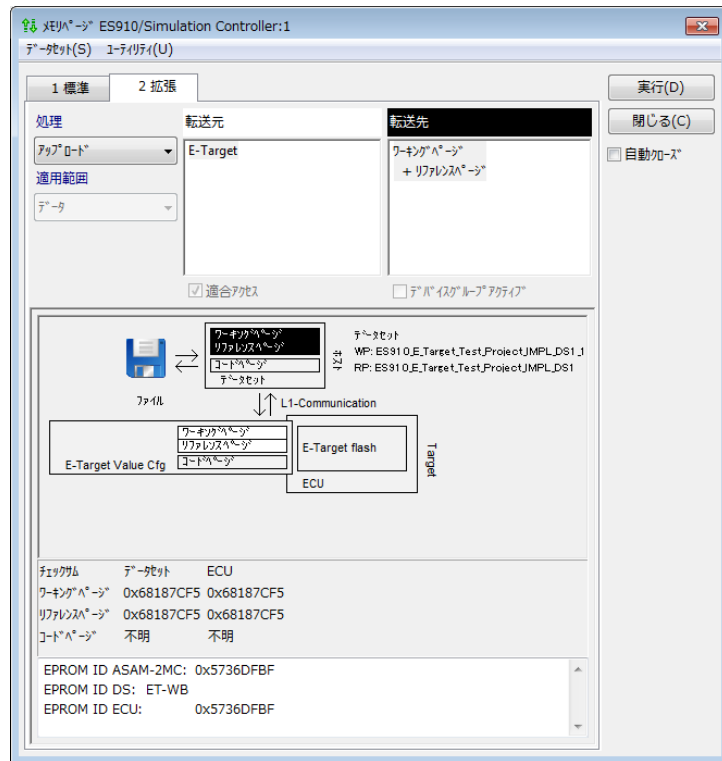 ﾒﾓﾘﾍﾟｰｼﾞ ES910/Simulation Controller:1
ﾃﾞｰﾀｾｯﾄ(S) ﾕｰﾃｨﾘﾃｨ(U)
1 標準
2 拡張
実行(D)
閉じる(C)
自動ｸﾛｰｽﾞ
処理
転送元
転送先
ｱｯﾌﾟﾛｰﾄﾞ
E-Target
ﾜｰｷﾝｸﾞﾍﾟｰｼﾞ
+ ﾘﾌｧﾚﾝｽﾍﾟｰｼﾞ
適用範囲
ﾃﾞｰﾀ
適合ｱｸｾｽ
ﾃﾞﾊﾞｲｽｸﾞﾙｰﾌﾟｱｸﾃｨﾌﾞ
ﾜｰｷﾝｸﾞﾍﾟｰｼﾞ
ﾘﾌｧﾚﾝｽﾍﾟｰｼﾞ
ｺｰﾄﾞﾍﾟｰｼﾞ
ﾃﾞｰﾀｾｯﾄ
ﾎｽﾄ
ﾃﾞｰﾀｾｯﾄ
WP: ES910_E_Target_Test_Project,IMPL_DS1_1
RP: ES910_E_Target_Test_Project,IMPL_DS1
ﾌｧｲﾙ
L1-Communication
ﾜｰｷﾝｸﾞﾍﾟｰｼﾞ
ﾘﾌｧﾚﾝｽﾍﾟｰｼﾞ
ｺｰﾄﾞﾍﾟｰｼﾞ
E-Target Value Cfg
E-Target flash
ECU
Target
ﾁｪｯｸｻﾑ ﾃﾞｰﾀｾｯﾄ ECU
ﾜｰｷﾝｸﾞﾍﾟｰｼﾞ 0x68187CF5 0x68187CF5
ﾘﾌｧﾚﾝｽﾍﾟｰｼﾞ 0x68187CF5 0x68187CF5
ｺｰﾄﾞﾍﾟｰｼﾞ 不明 不明
EPROM ID ASAM-2MC: 0x5736DFBF
EPROM ID DS: ET-WB
EPROM ID ECU: 0x5736DFBF